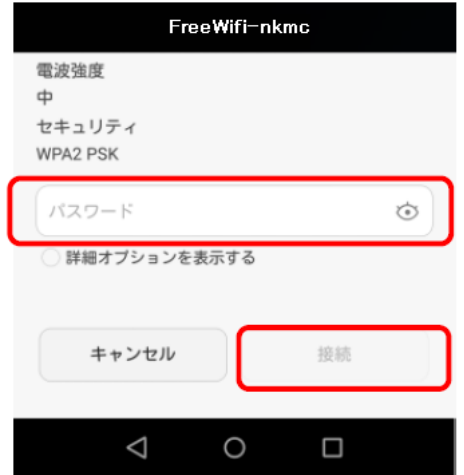 FreeWifi-nkmc
電波強度
中
セキュリティ
WPA2 PSK
パスワード
詳細オプションを表示する
キャンセル
接続